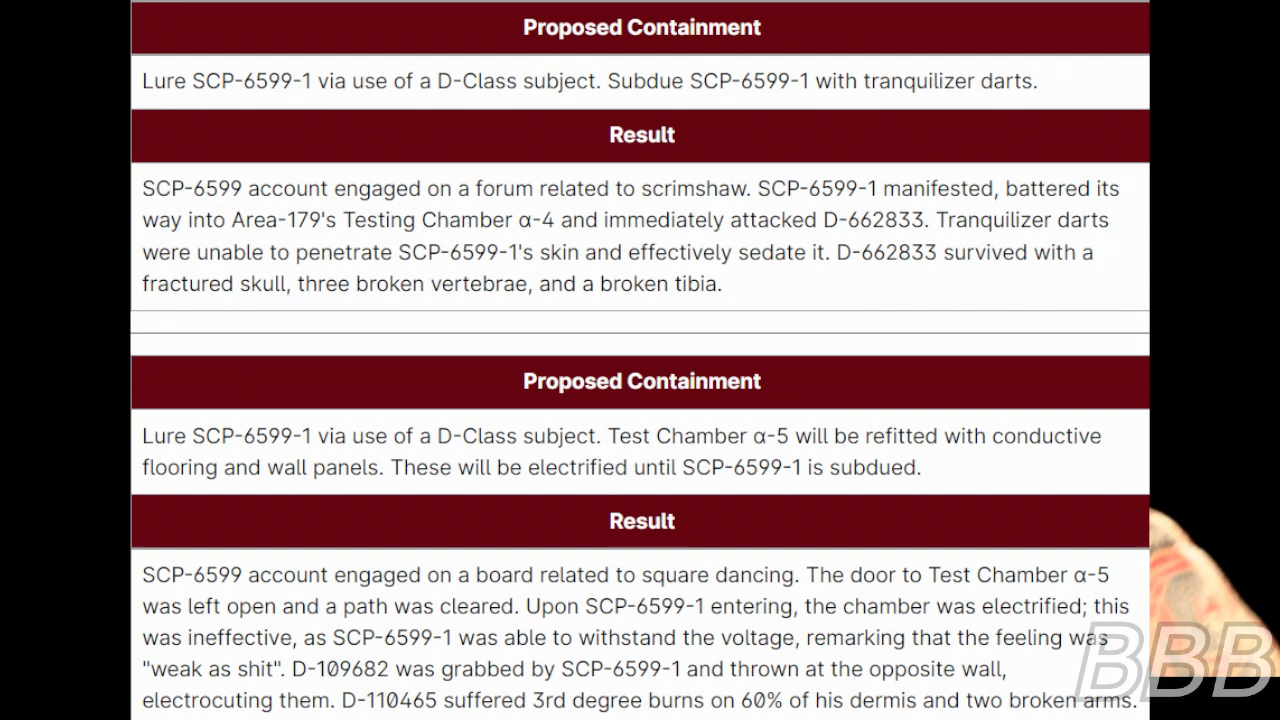 Proposed Containment
Lure SCP-6599-1 via use of a D-Class subject. Subdue SCP-6599-1 with tranquilizer darts.
Result
SCP-6599 account engaged on a forum related to scrimshaw. SCP-6599-1 manifested, battered its
way into Area-179's Testing Chamber α-4 and immediately attacked D-662833. Tranquilizer darts
were unable to penetrate SCP-6599-1's skin and effectively sedate it. D-662833 survived with a
fractured skull, three broken vertebrae, and a broken tibia.
Proposed Containment
Lure SCP-6599-1 via use of a D-Class subject. Test Chamber α-5 will be refitted with conductive
flooring and wall panels. These will be electrified until SCP-6599-1 is subdued.
Result
SCP-6599 account engaged on a board related to square dancing. The door to Test Chamber α-5
was left open and a path was cleared. Upon SCP-6599-1 entering, the chamber was electrified; this
was ineffective, as SCP-6599-1 was able to withstand the voltage, remarking that the feeling was
"weak as shit". D-109682 was grabbed by SCP-6599-1 and thrown at the opposite wall,
electrocuting them. D-110465 suffered 3rd degree burns on 60% of his dermis and two broken arms.
BBB